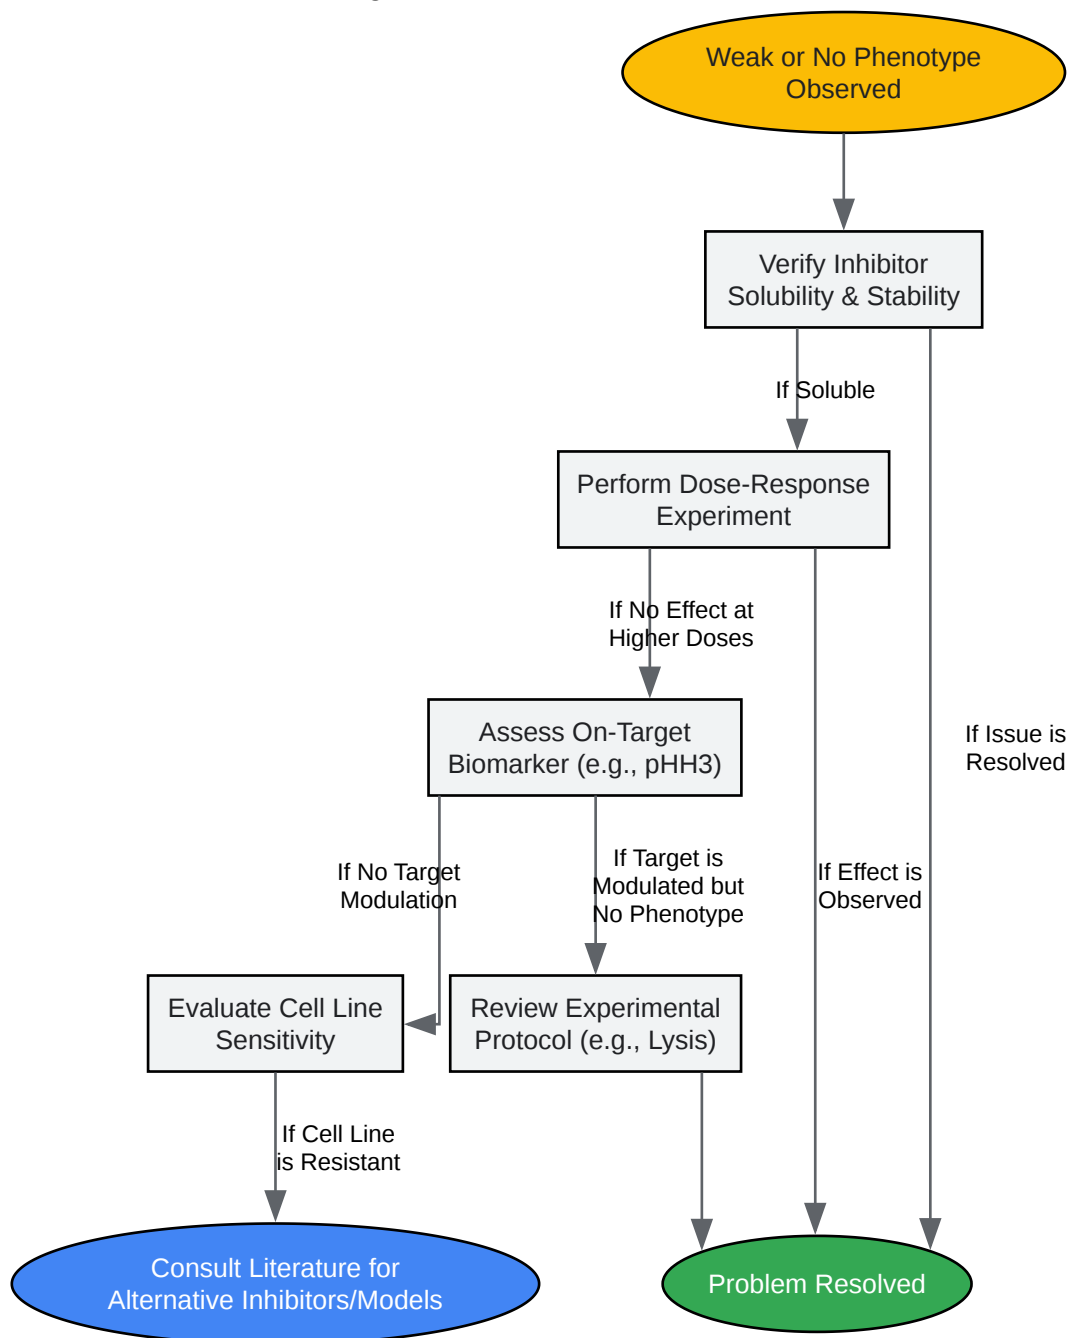 Weak or No Phenotype
Observed
Verify Inhibitor
Solubility & Stability
If Soluble
Perform Dose-Response
Experiment
If No Effect at
Higher Doses
Assess On-Target
Biomarker (e.g., pHH3)
If Issue is
Resolved
If No Target
Modulation
If Target is
Modulated but
No Phenotype
If Effect is
Observed
Evaluate Cell Line
Sensitivity
Review Experimental
Protocol (e.g., Lysis)
If Cell Line
is Resistant
Consult Literature for
Alternative Inhibitors/Models
Problem Resolved